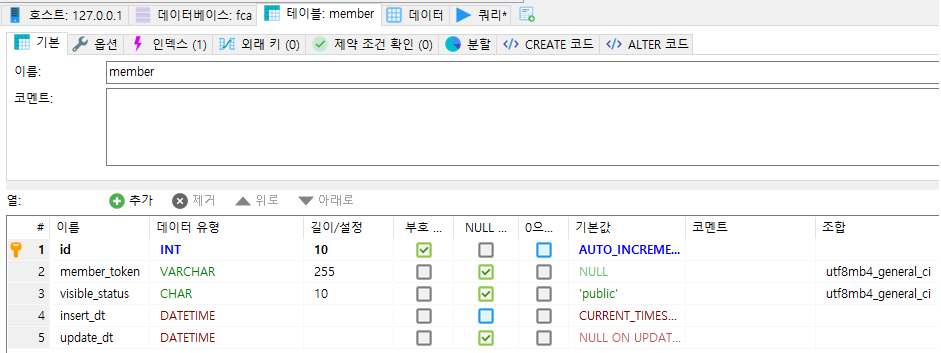 호스트: 127.0.0.1 데이터베이스: fca 테이블: member 데이터 쿼리*
기본 옵션 인덱스 (1) 외래 키 (0) 제약 조건 확인 (0) 분할 CREATE 코드 ALTER 코드
이름: member
코멘트:
열: 추가 제거 위로 아래로
# 이름 데이터 유형 길이/설정 부호 ... NULL ... 0으... 기본값 코멘트 조합
1 id INT 10 AUTO_INCREME...
2 member_token VARCHAR 255 NULL utf8mb4_general_ci
3 visible_status CHAR 10 'public' utf8mb4_general_ci
4 insert_dt DATETIME CURRENT_TIMES...
5 update_dt DATETIME NULL ON UPDAT...